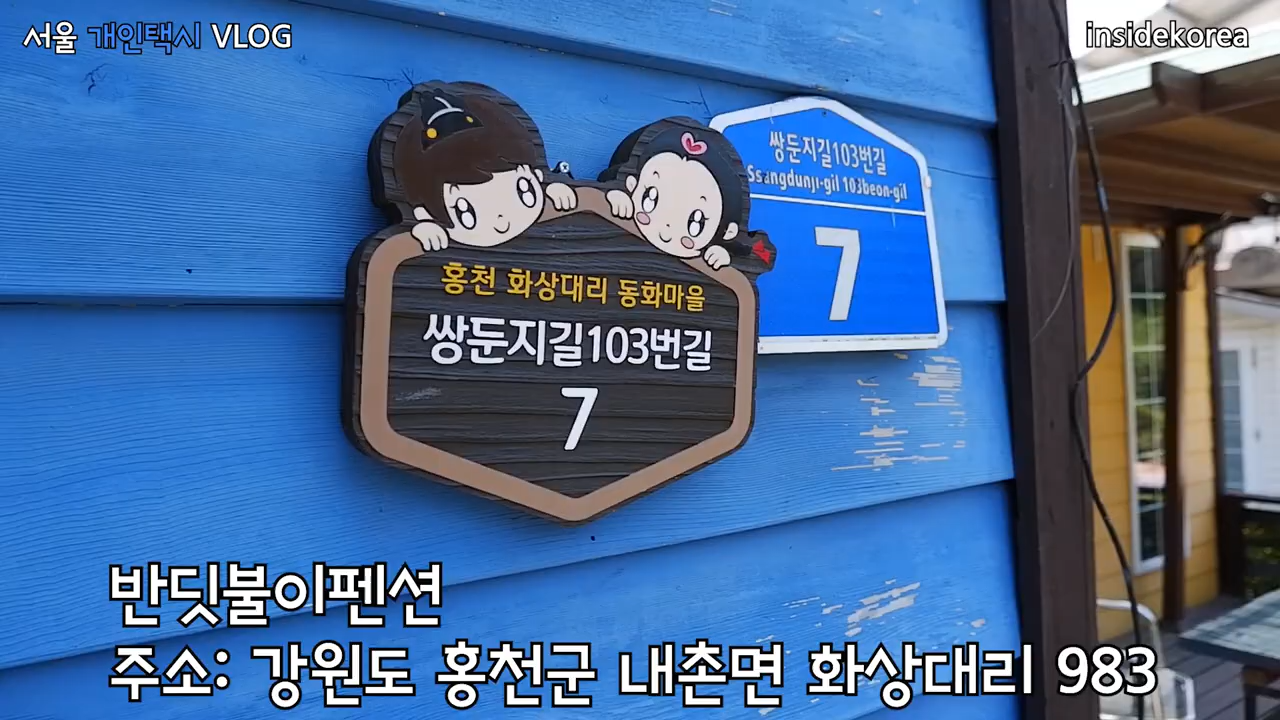 서울 개인택시 VLOG
insidekorea
홍천 화상대리 동화마을
쌍둔지길103번길
7
쌍둔지길103번길
Ssangdunji-gil 103beon-gil
7
반딧불이펜션
주소: 강원도 홍천군 내촌면 화상대리 983